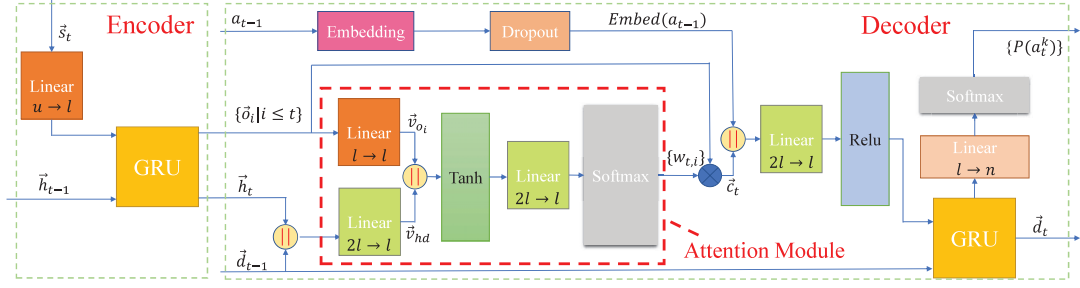 Encoder
s⃗_t
Linear
u → l
GRU
h⃗_{t−1}
h⃗_t
{o⃗_i|i ≤ t}
d⃗_{t−1}
||
Decoder
a_{t−1}
Embedding
Dropout
Embed(a_{t−1})
Linear
l → l
v⃗_{o_i}
Linear
2l → l
v⃗_{hd}
||
Tanh
Linear
2l → l
Softmax
{w_{t,i}}
Attention Module
c⃗_t
||
Linear
2l → l
Relu
{P(a_t^k)}
Softmax
Linear
l → n
GRU
d⃗_t